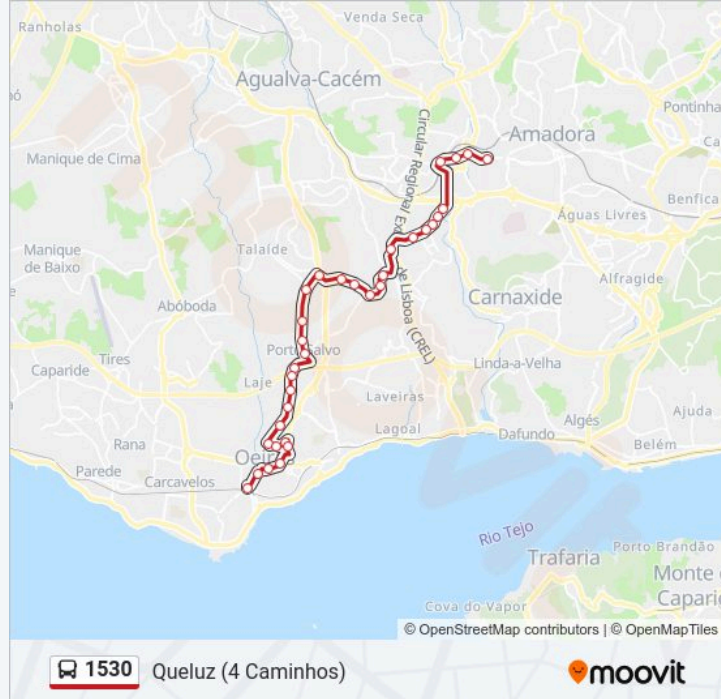 Ranholas
Venda Seca
Agualva-Cacém
Pontinha
Amadora
Manique de Cima
Circular Regional Ex
de Lisboa (CREL)
Benfica
Águas Livres
Talaíde
Manique
de Baixo
Alfragide
Carnaxide
Abóboda
Tires
Porto Salvo
Caparide
Linda-a-Velha
Laje
Laveiras
Ajuda
Algés
Lagoal
Rana
Dafundo
Belém
Oeiras
Parede
Carcavelos
Rio Tejo
Porto Brandão
Trafaria
Monte
Capari
Cova do Vapor
© OpenStreetMap contributors | © OpenMapTiles
1530 Queluz (4 Caminhos)
moovit